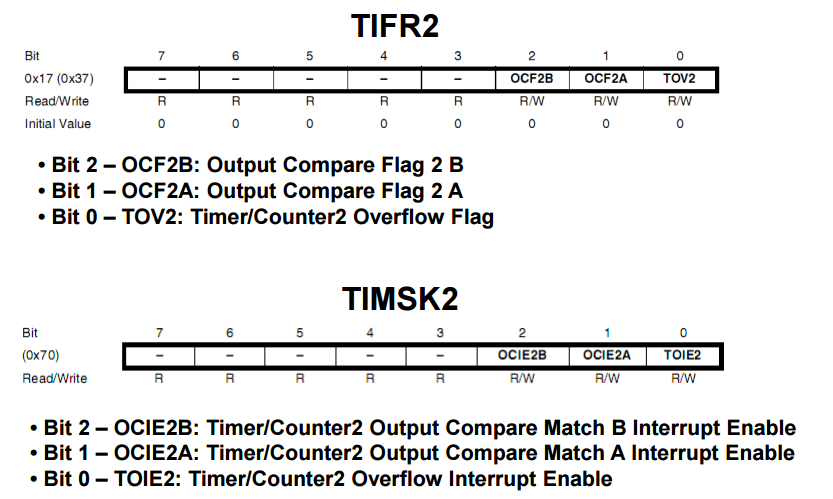 TIFR2
Bit 7 6 5 4 3 2 1 0
0x17 (0x37) – – – – – OCF2B OCF2A TOV2
Read/Write R R R R R R/W R/W R/W
Initial Value 0 0 0 0 0 0 0 0
• Bit 2 – OCF2B: Output Compare Flag 2 B
• Bit 1 – OCF2A: Output Compare Flag 2 A
• Bit 0 – TOV2: Timer/Counter2 Overflow Flag
TIMSK2
Bit 7 6 5 4 3 2 1 0
(0x70) – – – – – OCIE2B OCIE2A TOIE2
Read/Write R R R R R R/W R/W R/W
• Bit 2 – OCIE2B: Timer/Counter2 Output Compare Match B Interrupt Enable
• Bit 1 – OCIE2A: Timer/Counter2 Output Compare Match A Interrupt Enable
• Bit 0 – TOIE2: Timer/Counter2 Overflow Interrupt Enable